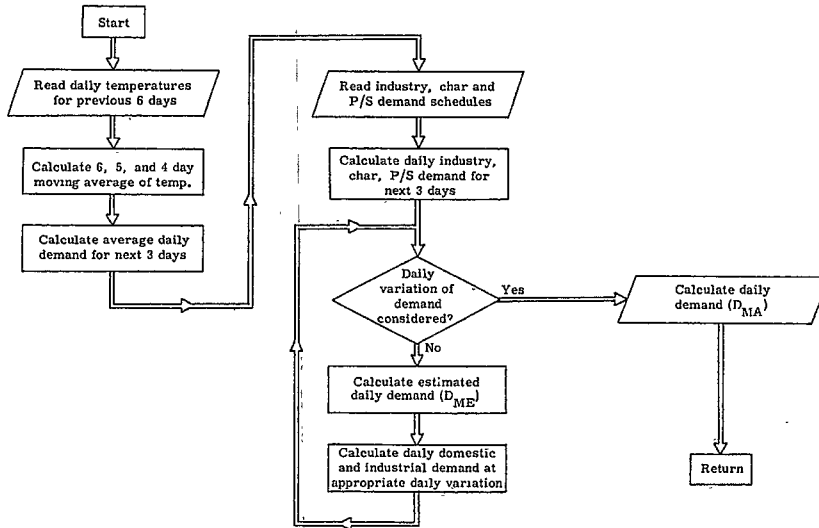 Start
Read daily temperatures
for previous 6 days
Calculate 6, 5, and 4 day
moving average of temp.
Calculate average daily
demand for next 3 days
Read industry, char and
P/S demand schedules
Calculate daily industry,
char, P/S demand for
next 3 days
Daily
variation of
demand
considered?
Yes
No
Calculate estimated
daily demand (D_ME)
Calculate daily domestic
and industrial demand at
appropriate daily variation
Calculate daily
demand (D_MA)
Return